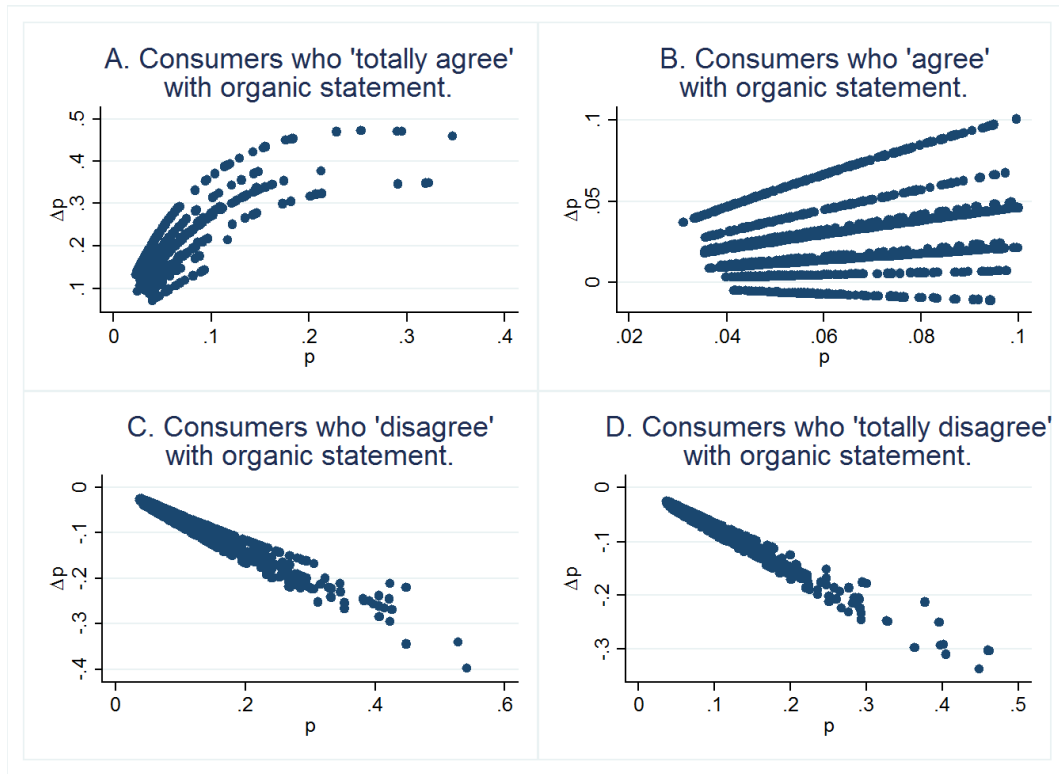 A. Consumers who 'totally agree'
with organic statement.
.5
.4
.3
.2
.1
Δp
0
.1
.2
.3
.4
p
B. Consumers who 'agree'
with organic statement.
.1
.05
0
Δp
.02
.04
.06
.08
.1
p
C. Consumers who 'disagree'
with organic statement.
0
-.1
-.2
-.3
-.4
Δp
0
.2
.4
.6
p
D. Consumers who 'totally disagree'
with organic statement.
0
-.1
-.2
-.3
Δp
0
.1
.2
.3
.4
.5
p